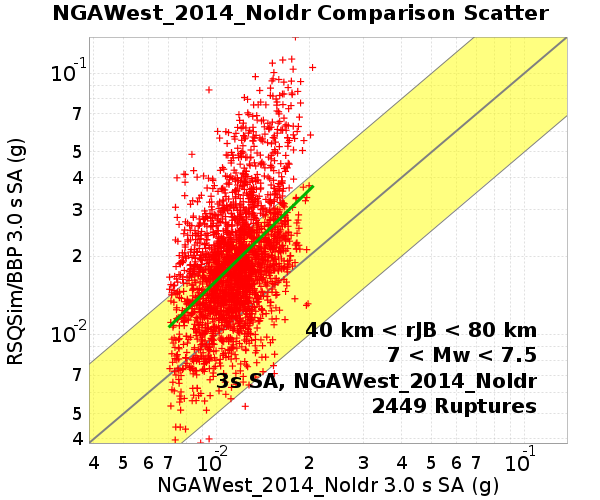 NGAWest_2014_NoIdr Comparison Scatter
RSQSim/BBP 3.0 s SA (g)
10-1
7
5
4
3
2
10-2
7
5
4
40 km < rJB < 80 km
7 < Mw < 7.5
3s SA, NGAWest_2014_NoIdr
2449 Ruptures
4 5 6 7 10-2 2 3 4 5 6 7 10-1
NGAWest_2014_NoIdr 3.0 s SA (g)